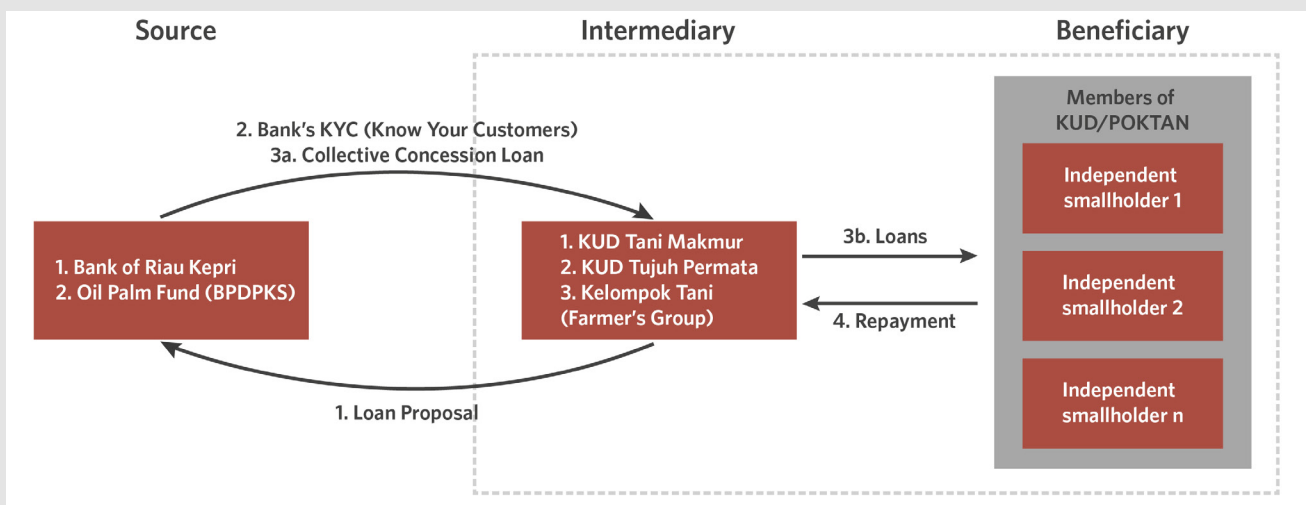 Source
Intermediary
Beneficiary
2. Bank's KYC (Know Your Customers)
3a. Collective Concession Loan
1. Bank of Riau Kepri
2. Oil Palm Fund (BPDPKS)
1. Loan Proposal
1. KUD Tani Makmur
2. KUD Tujuh Permata
3. Kelompok Tani
(Farmer's Group)
3b. Loans
4. Repayment
Members of
KUD/POKTAN
Independent
smallholder 1
Independent
smallholder 2
Independent
smallholder n